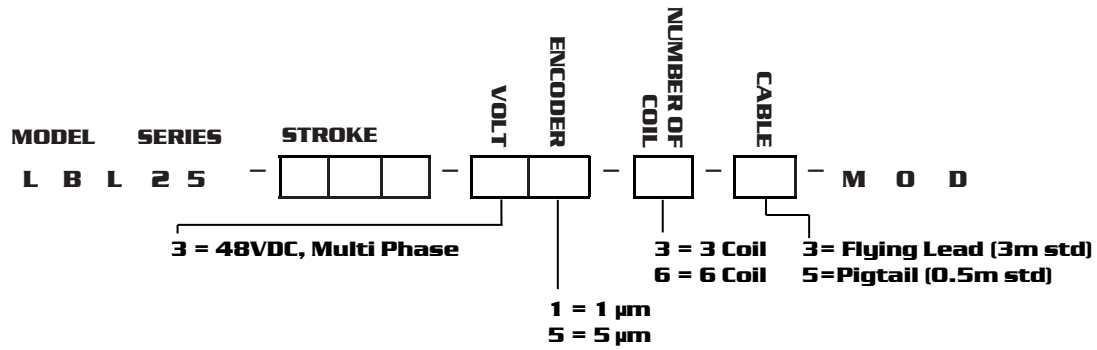 MODEL SERIES STROKE VOLT ENCODER NUMBER OF COIL CABLE
L B L 2 5 - - - - - M O D
3 = 48VDC, Multi Phase
1 = 1 µm
5 = 5 µm
3 = 3 Coil
6 = 6 Coil
3= Flying Lead (3m std)
5=Pigtail (0.5m std)